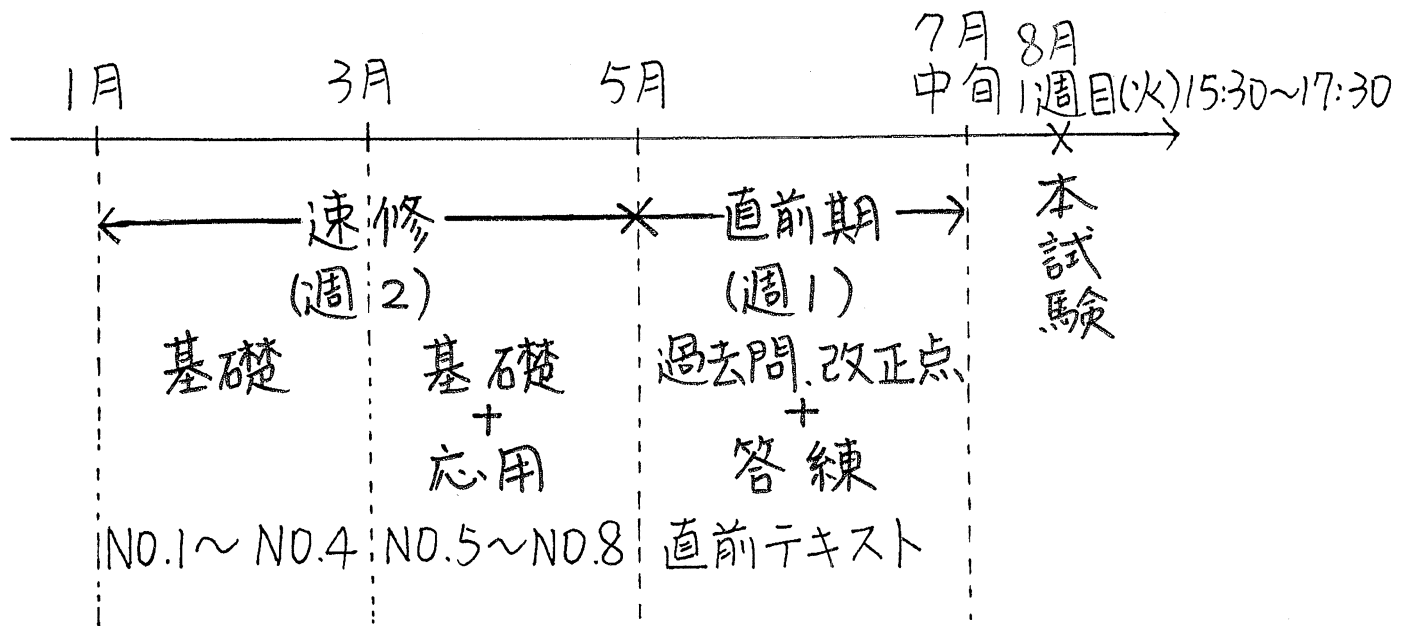 1月
3月
5月
7月
中旬
8月
1週目(火)15:30~17:30
速修
(週2)
直前期
(週1)
本試験
基礎
基礎
+
応用
過去問、改正点
+
答練
NO.1~NO.4
NO.5~NO.8
直前テキスト